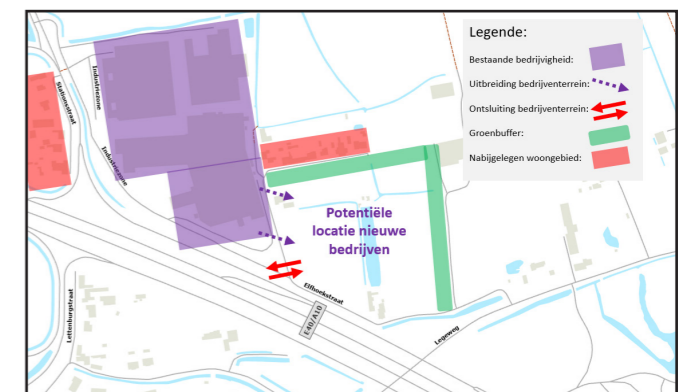 Legende:
Bestaande bedrijvigheid:
Uitbreiding bedrijventerrein:
Ontsluiting bedrijventerrein:
Groenbuffer:
Nabijgelegen woongebied:
Stationsstraat
Industriezone
Industriezone
Potentiële
locatie nieuwe
bedrijven
Elfhoekstraat
E40/A10
Lettenburgstraat
Legeweg